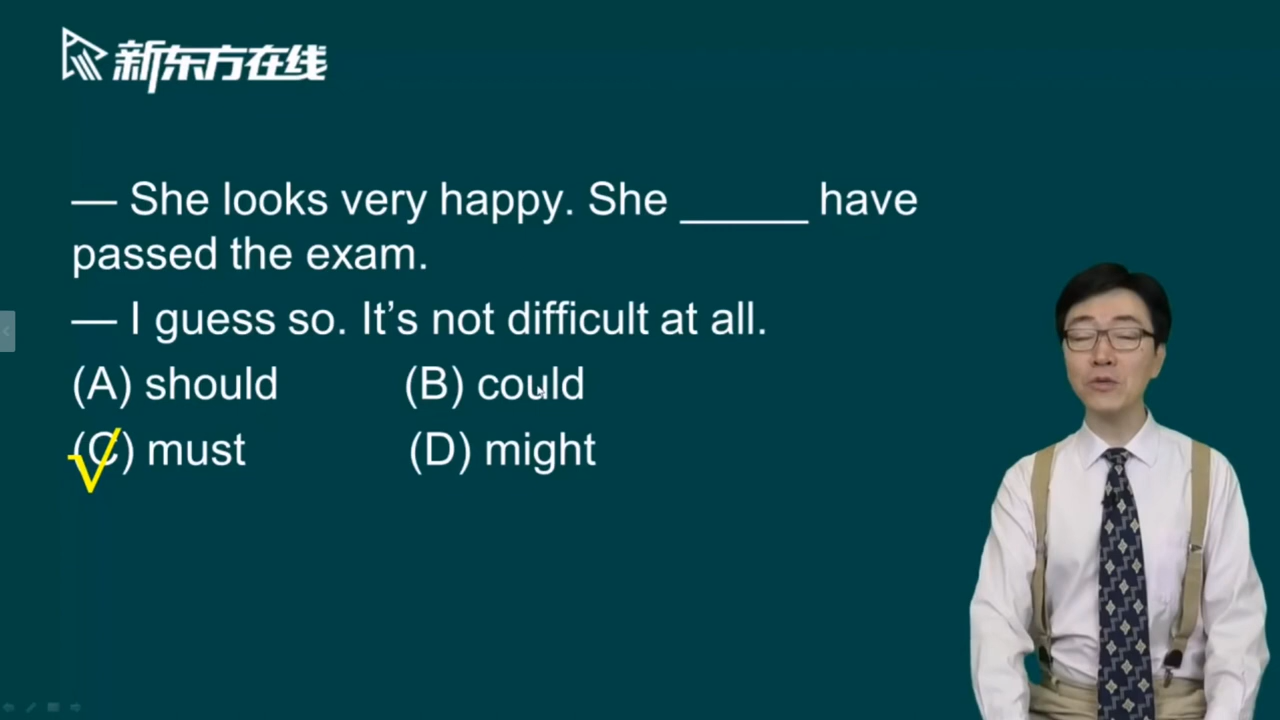 新东方在线
— She looks very happy. She _____ have
passed the exam.
— I guess so. It’s not difficult at all.
(A) should (B) could
(C) must (D) might